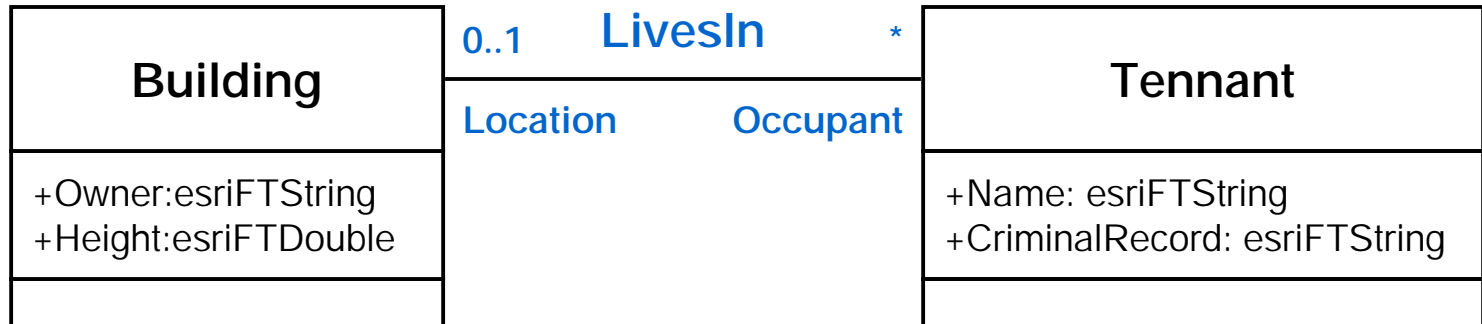 Building
+Owner:esriFTString
+Height:esriFTDouble
0..1 LivesIn *
Location Occupant
Tennant
+Name: esriFTString
+CriminalRecord: esriFTString